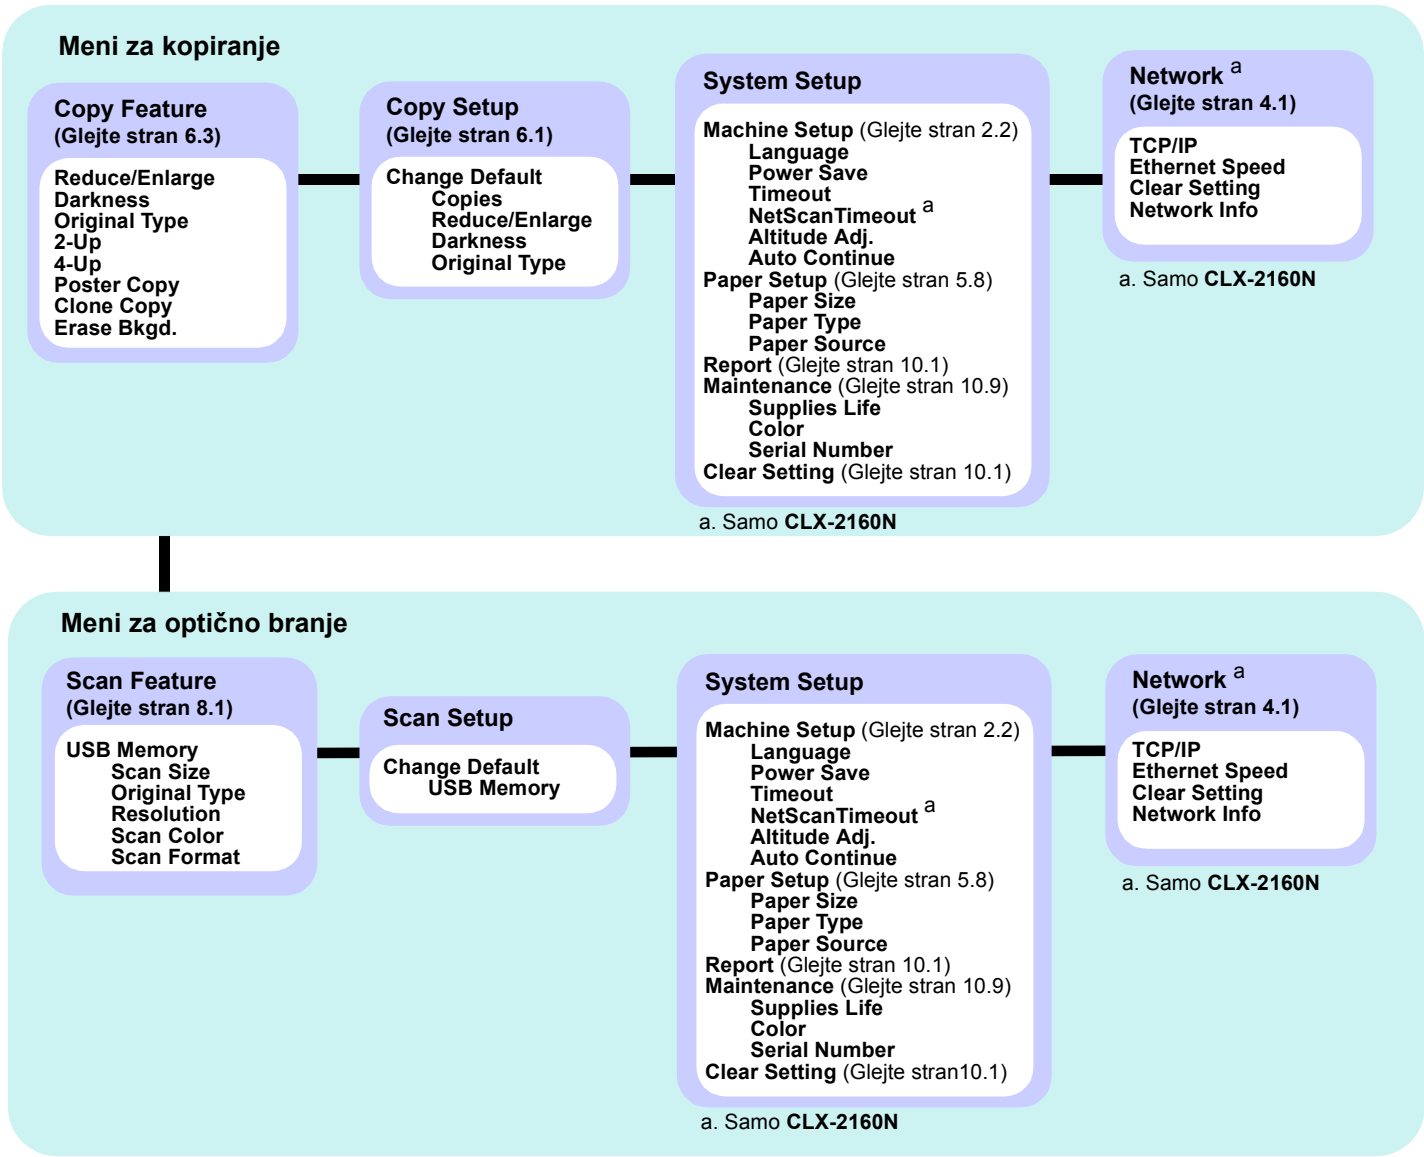 Meni za kopiranje
Copy Feature
(Glejte stran 6.3)
Reduce/Enlarge
Darkness
Original Type
2-Up
4-Up
Poster Copy
Clone Copy
Erase Bkgd.
Copy Setup
(Glejte stran 6.1)
Change Default
Copies
Reduce/Enlarge
Darkness
Original Type
System Setup
Machine Setup (Glejte stran 2.2)
Language
Power Save
Timeout
NetScanTimeout a
Altitude Adj.
Auto Continue
Paper Setup (Glejte stran 5.8)
Paper Size
Paper Type
Paper Source
Report (Glejte stran 10.1)
Maintenance (Glejte stran 10.9)
Supplies Life
Color
Serial Number
Clear Setting (Glejte stran 10.1)
a. Samo CLX-2160N
Network a
(Glejte stran 4.1)
TCP/IP
Ethernet Speed
Clear Setting
Network Info
a. Samo CLX-2160N
Meni za optično branje
Scan Feature
(Glejte stran 8.1)
USB Memory
Scan Size
Original Type
Resolution
Scan Color
Scan Format
Scan Setup
Change Default
USB Memory
System Setup
Machine Setup (Glejte stran 2.2)
Language
Power Save
Timeout
NetScanTimeout a
Altitude Adj.
Auto Continue
Paper Setup (Glejte stran 5.8)
Paper Size
Paper Type
Paper Source
Report (Glejte stran 10.1)
Maintenance (Glejte stran 10.9)
Supplies Life
Color
Serial Number
Clear Setting (Glejte stran10.1)
a. Samo CLX-2160N
Network a
(Glejte stran 4.1)
TCP/IP
Ethernet Speed
Clear Setting
Network Info
a. Samo CLX-2160N